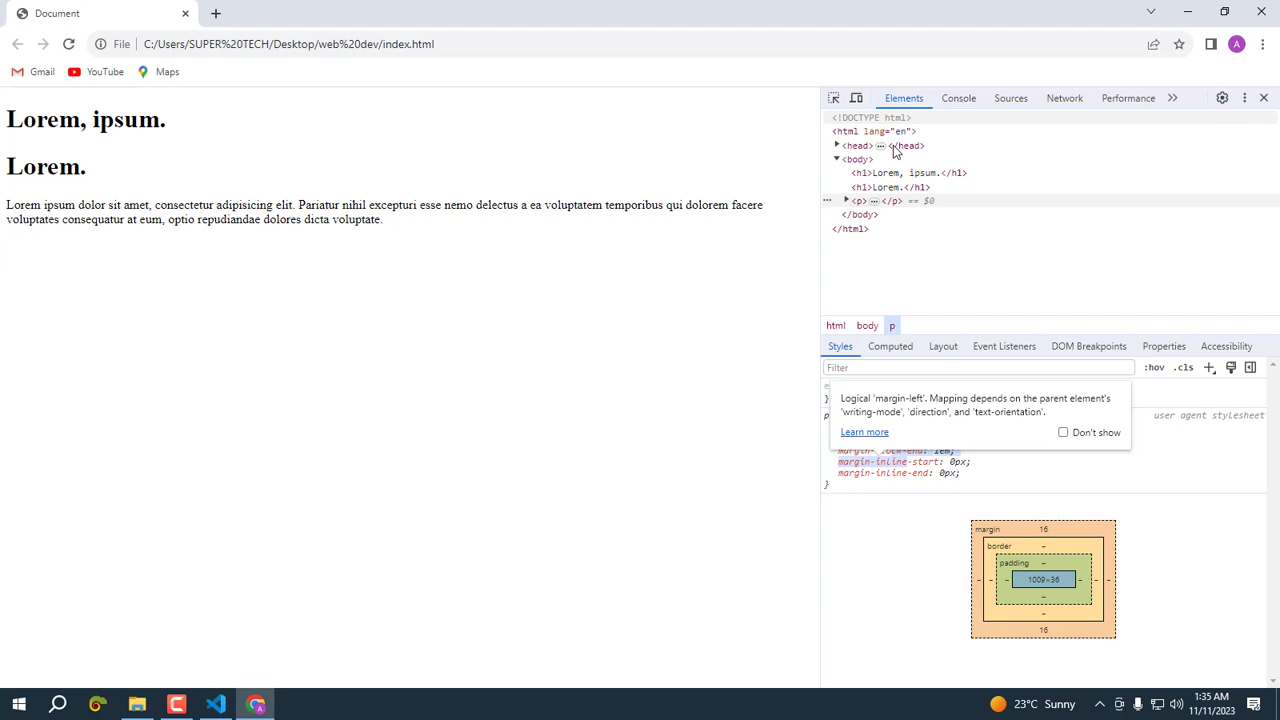 Document
File
C:/Users/SUPER%20TECH/Desktop/web%20dev/index.html
A
Gmail
YouTube
Maps
Lorem, ipsum.
Lorem.
Lorem ipsum dolor sit amet, consectetur adipisicing elit. Pariatur nihil excepturi esse nemo delectus a ea voluptatem temporibus qui dolorem facere
voluptates consequatur at eum, optio repudiandae dolores dicta voluptate.
Elements Console Sources Network Performance
<!DOCTYPE html>
<html lang="en">
<head> … </head>
<body>
<h1>Lorem, ipsum.</h1>
<h1>Lorem.</h1>
<p> … </p> == $0
</body>
</html>
html body p
Styles Computed Layout Event Listeners DOM Breakpoints Properties Accessibility
Filter
:hov .cls
Logical 'margin-left'. Mapping depends on the parent element's
'writing-mode', 'direction', and 'text-orientation'.
Learn more
Don't show
user agent stylesheet
margin-inline-start: 0px;
margin-inline-end: 0px;
}
margin 16
border -
padding -
- - - 1009×36 - - -
-
-
16
23°C Sunny
1:35 AM
11/11/2023